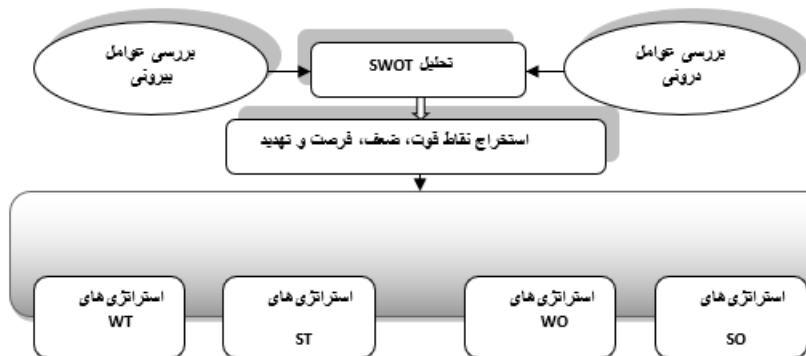 بررسی عوامل
درونی
تحلیل SWOT
بررسی عوامل
بیرونی
استخراج نقاط قوت، ضعف، فرصت و تهدید
استراتژی‌های
SO
استراتژی‌های
WO
استراتژی‌های
ST
استراتژی‌های
WT